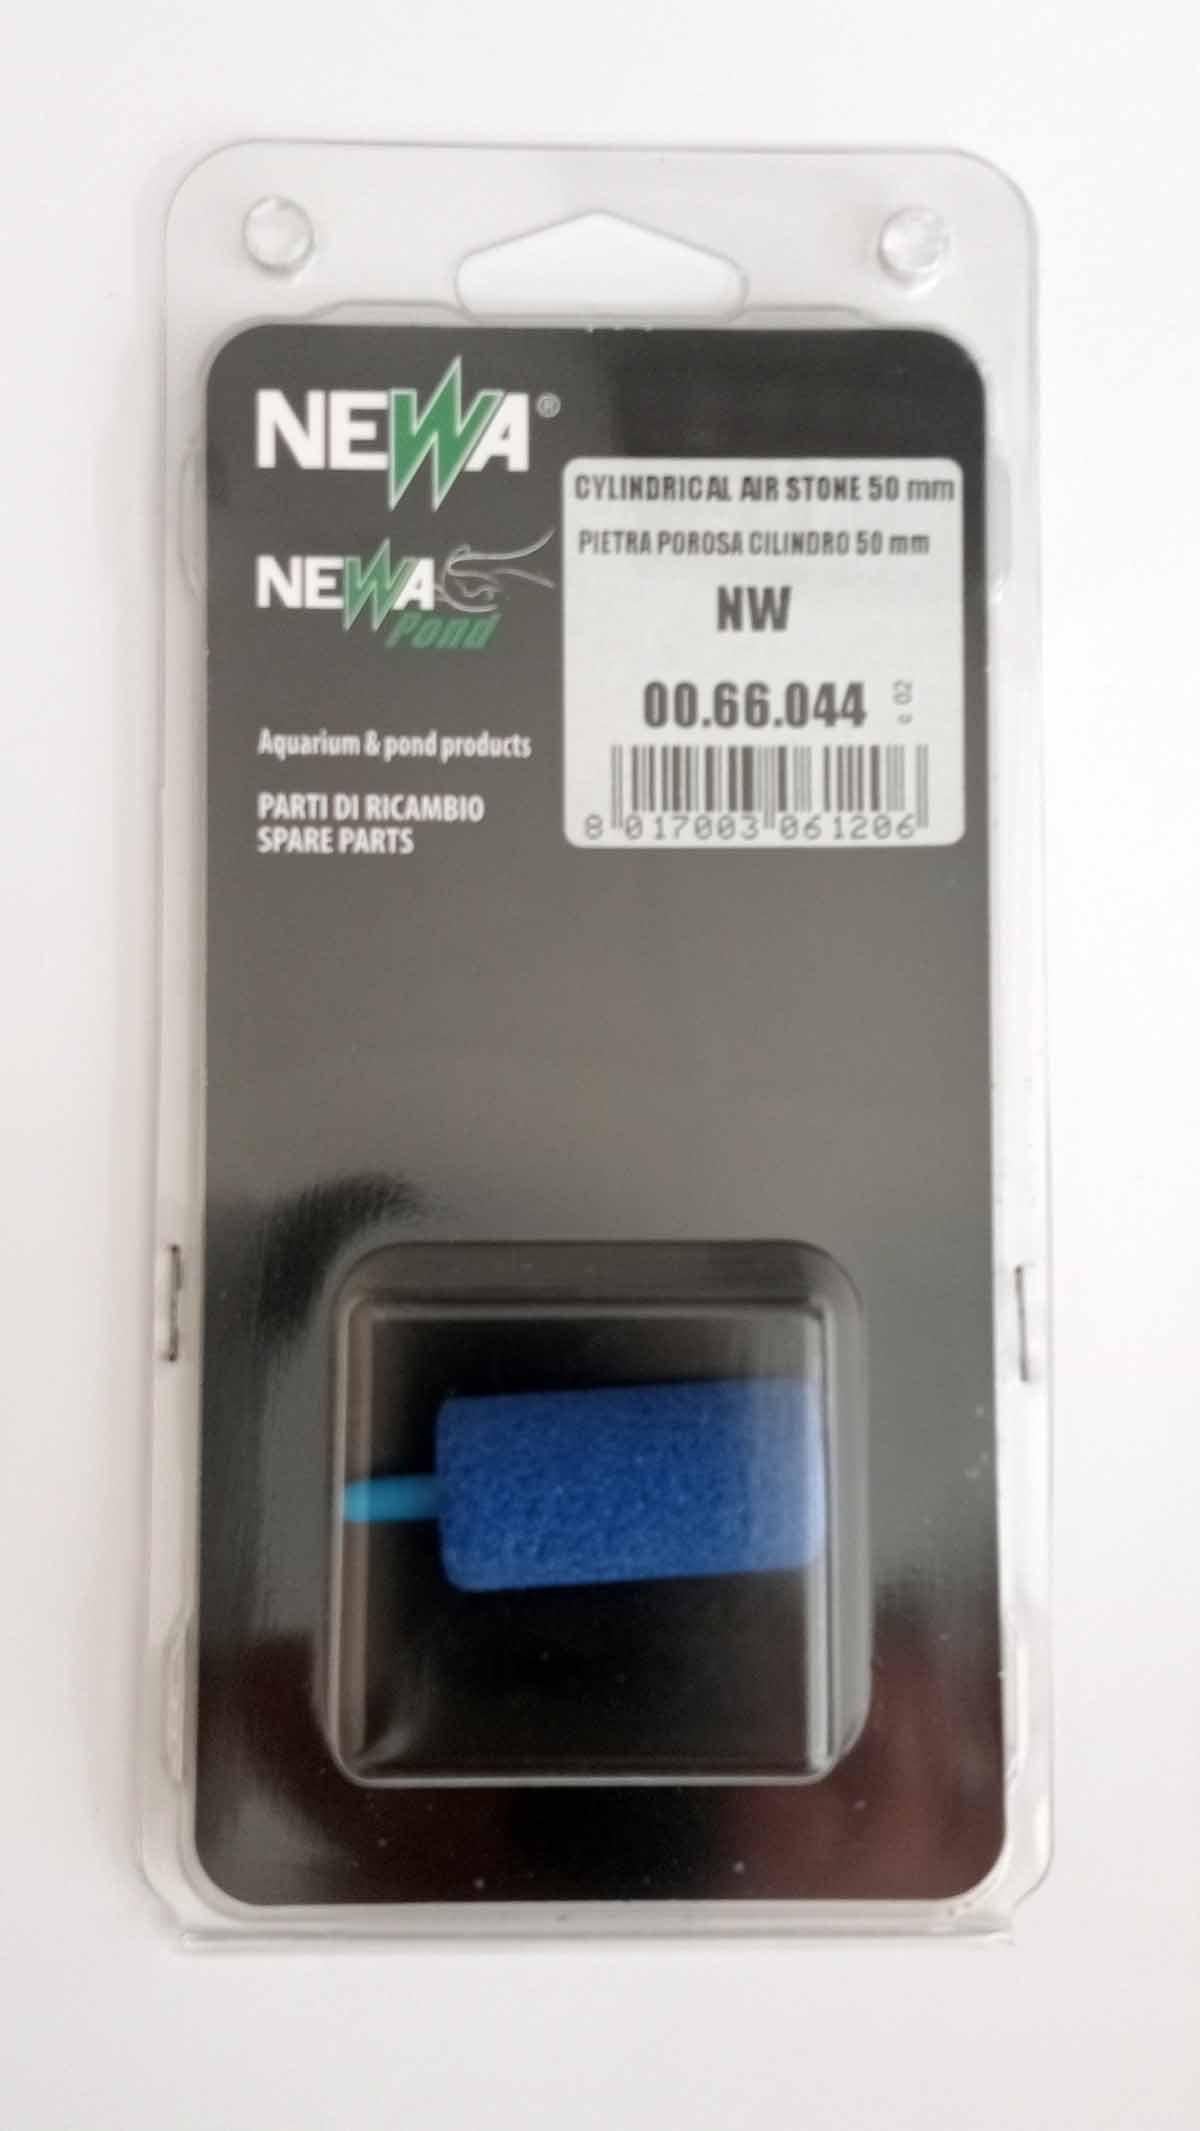 NEWA®
NEWA
Pond
Aquarium & pond products
PARTI DI RICAMBIO
SPARE PARTS
CYLINDRICAL AIR STONE 50 mm
PIETRA POROSA CILINDRO 50 mm
NW
00.66.044
e 02
8 017003 061206